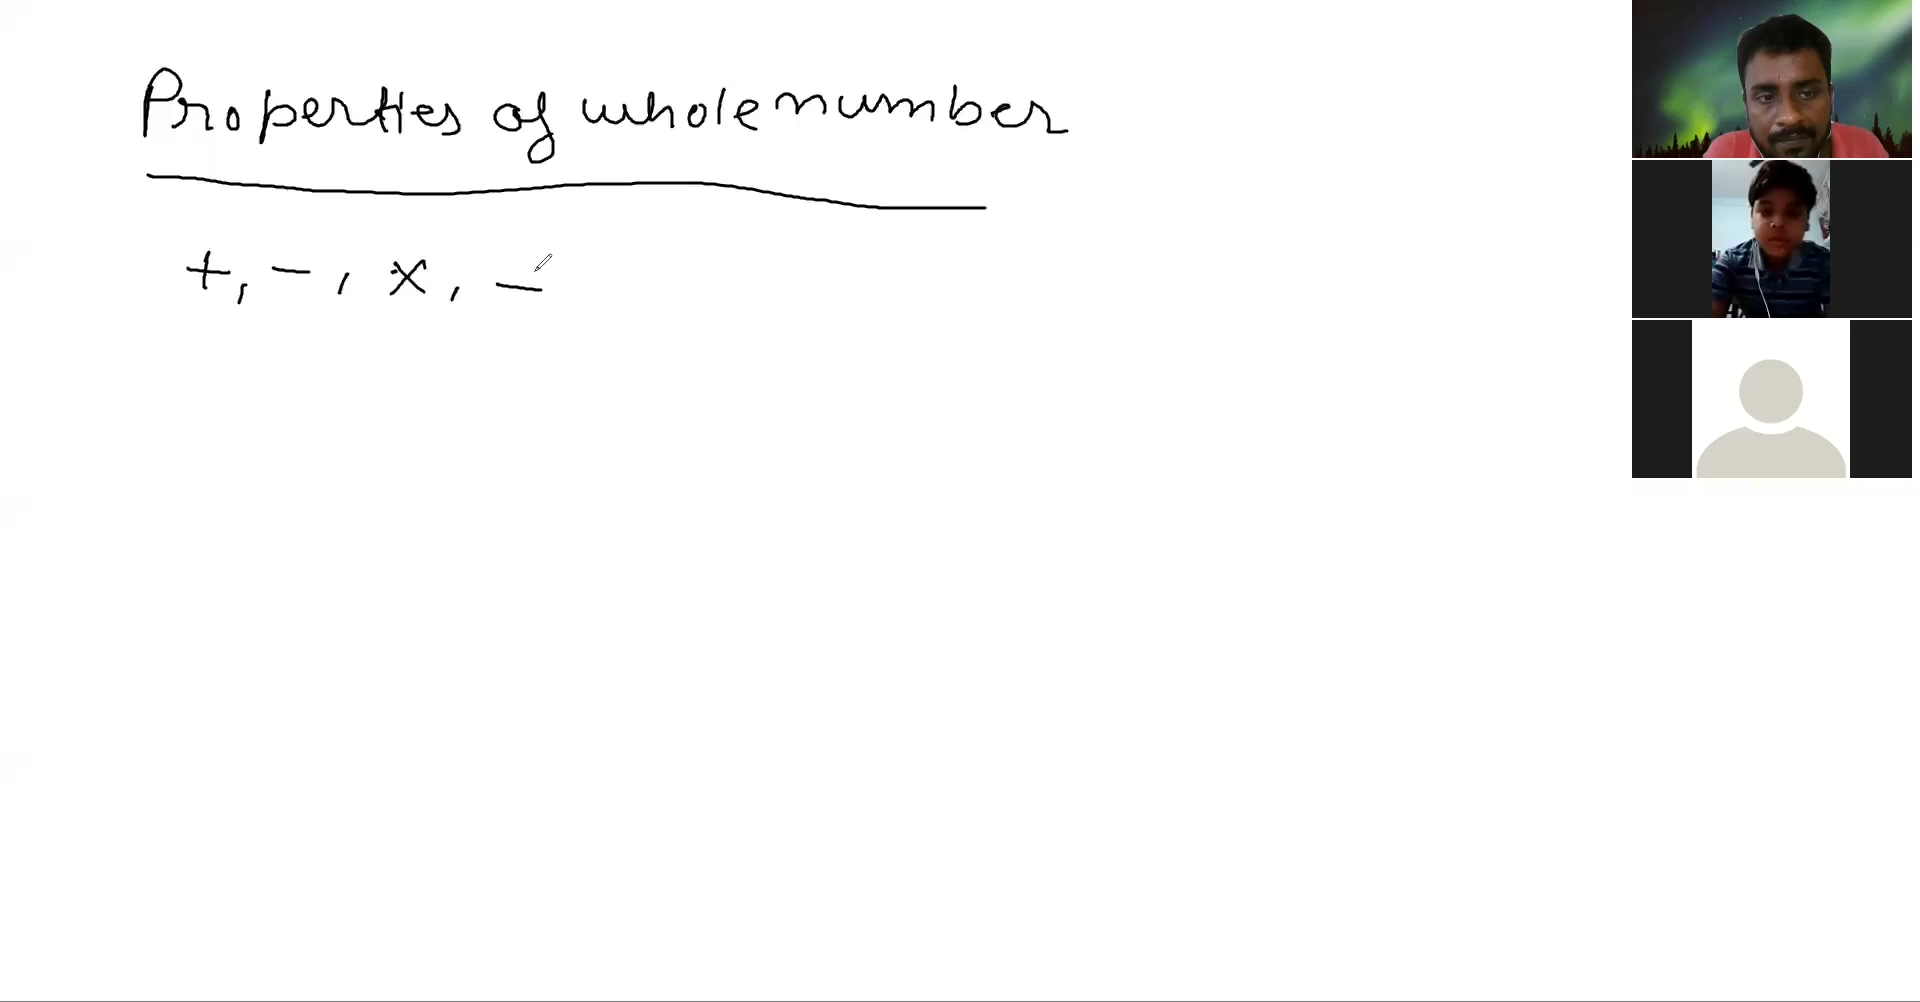 Properties of whole number
+, -, x, -